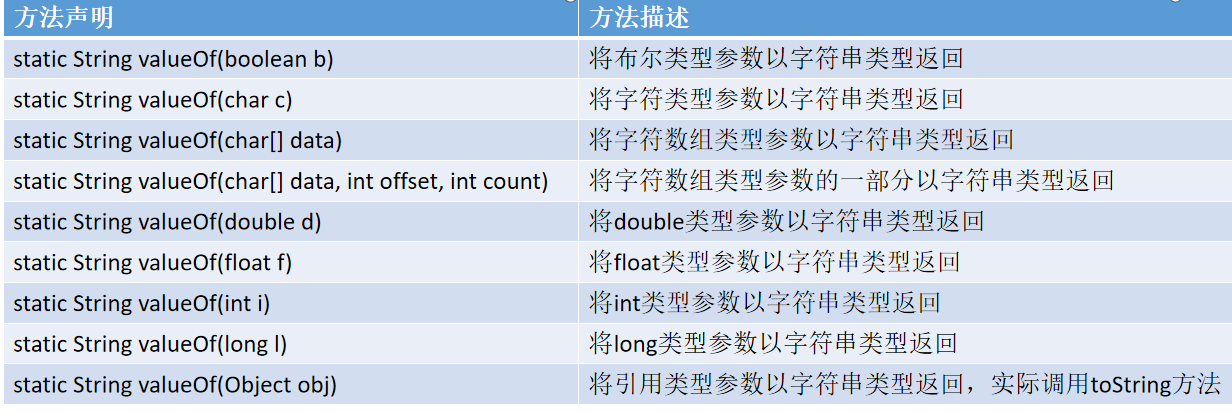 方法声明 方法描述
static String valueOf(boolean b) 将布尔类型参数以字符串类型返回
static String valueOf(char c) 将字符类型参数以字符串类型返回
static String valueOf(char[] data) 将字符数组类型参数以字符串类型返回
static String valueOf(char[] data, int offset, int count) 将字符数组类型参数的一部分以字符串类型返回
static String valueOf(double d) 将double类型参数以字符串类型返回
static String valueOf(float f) 将float类型参数以字符串类型返回
static String valueOf(int i) 将int类型参数以字符串类型返回
static String valueOf(long l) 将long类型参数以字符串类型返回
static String valueOf(Object obj) 将引用类型参数以字符串类型返回，实际调用toString方法